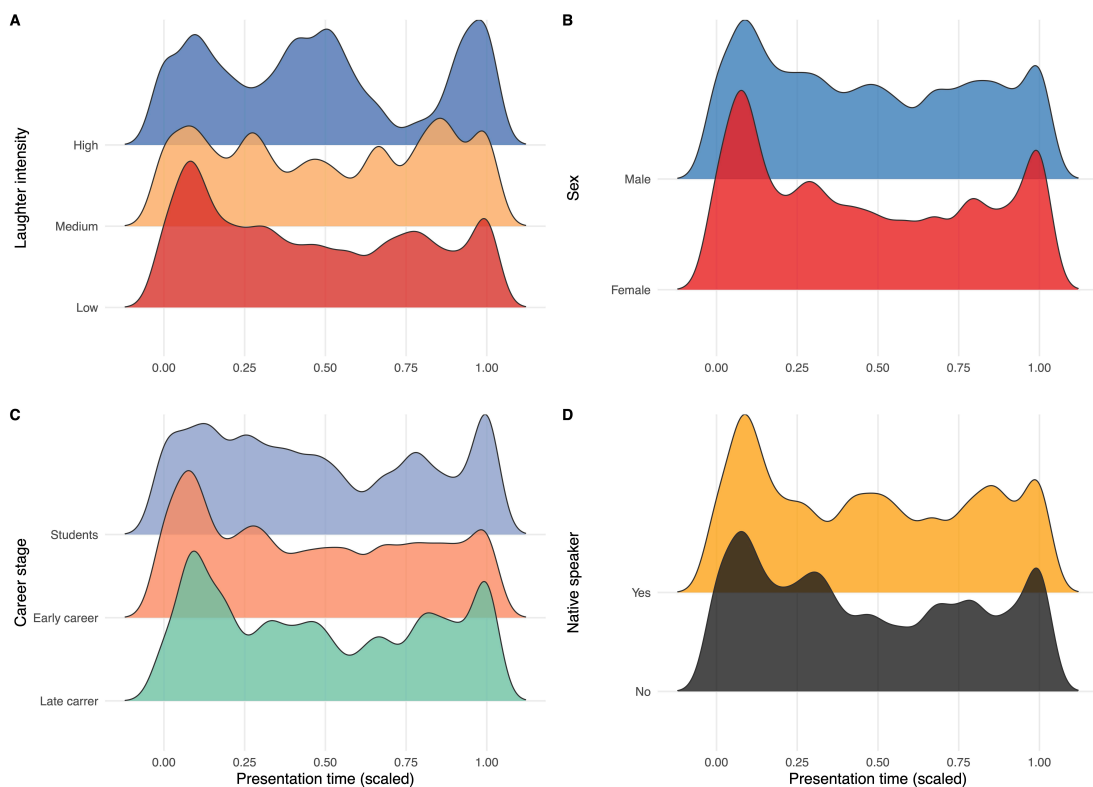 A
Laughter intensity
High
Medium
Low
0.00 0.25 0.50 0.75 1.00
B
Sex
Male
Female
0.00 0.25 0.50 0.75 1.00
C
Career stage
Students
Early career
Late carrer
0.00 0.25 0.50 0.75 1.00
Presentation time (scaled)
D
Native speaker
Yes
No
0.00 0.25 0.50 0.75 1.00
Presentation time (scaled)